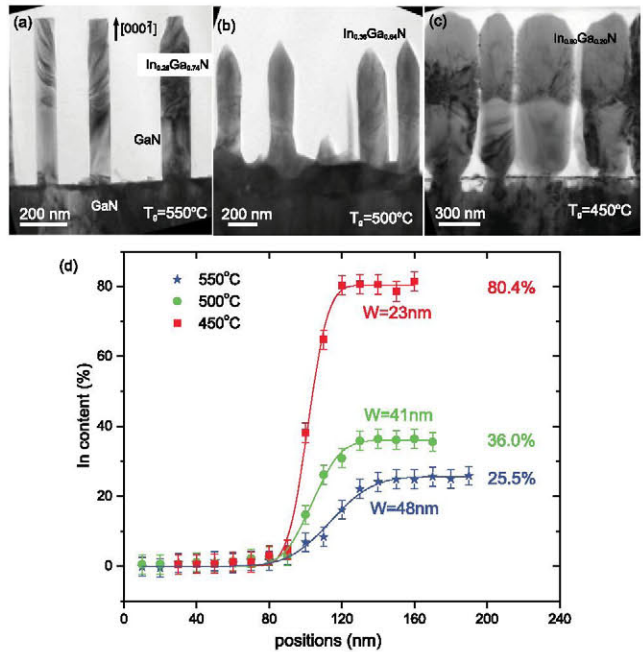 (a)
[0001̄]
In0.26Ga0.74N
GaN
GaN
200 nm
Tg=550°C
(b)
In0.36Ga0.64N
200 nm
Tg=500°C
(c)
In0.80Ga0.20N
300 nm
Tg=450°C
(d)
550°C
500°C
450°C
80.4%
W=23nm
W=41nm
36.0%
25.5%
W=48nm
In content (%)
80
60
40
20
0
0 40 80 120 160 200 240
positions (nm)